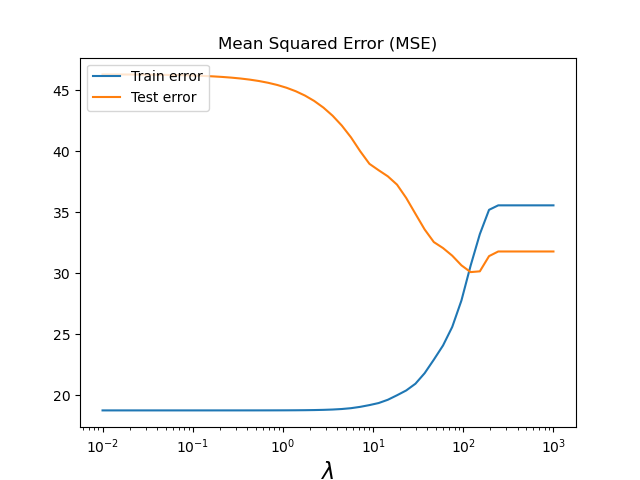 Mean Squared Error (MSE)
Train error
Test error
45
40
35
30
25
20
10⁻² 10⁻¹ 10⁰ 10¹ 10² 10³
λ